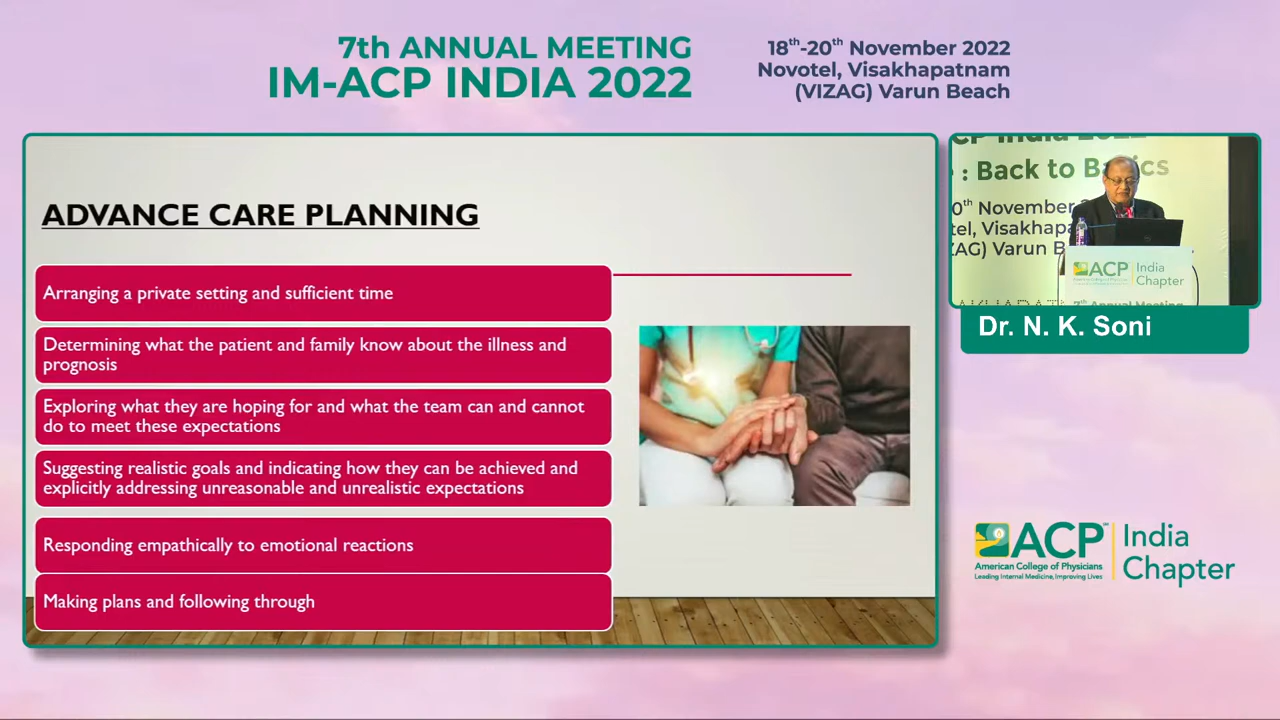 7th ANNUAL MEETING
IM-ACP INDIA 2022
18th-20th November 2022
Novotel, Visakhapatnam
(VIZAG) Varun Beach
ADVANCE CARE PLANNING
Arranging a private setting and sufficient time
Determining what the patient and family know about the illness and
prognosis
Exploring what they are hoping for and what the team can and cannot
do to meet these expectations
Suggesting realistic goals and indicating how they can be achieved and
explicitly addressing unreasonable and unrealistic expectations
Responding empathically to emotional reactions
Making plans and following through
: Back to Basics
November
Varun B
ACP India
Chapter
7th Annual Meeting
Dr. N. K. Soni
ACP India
American College of Physicians Chapter
Leading Internal Medicine, Improving Lives